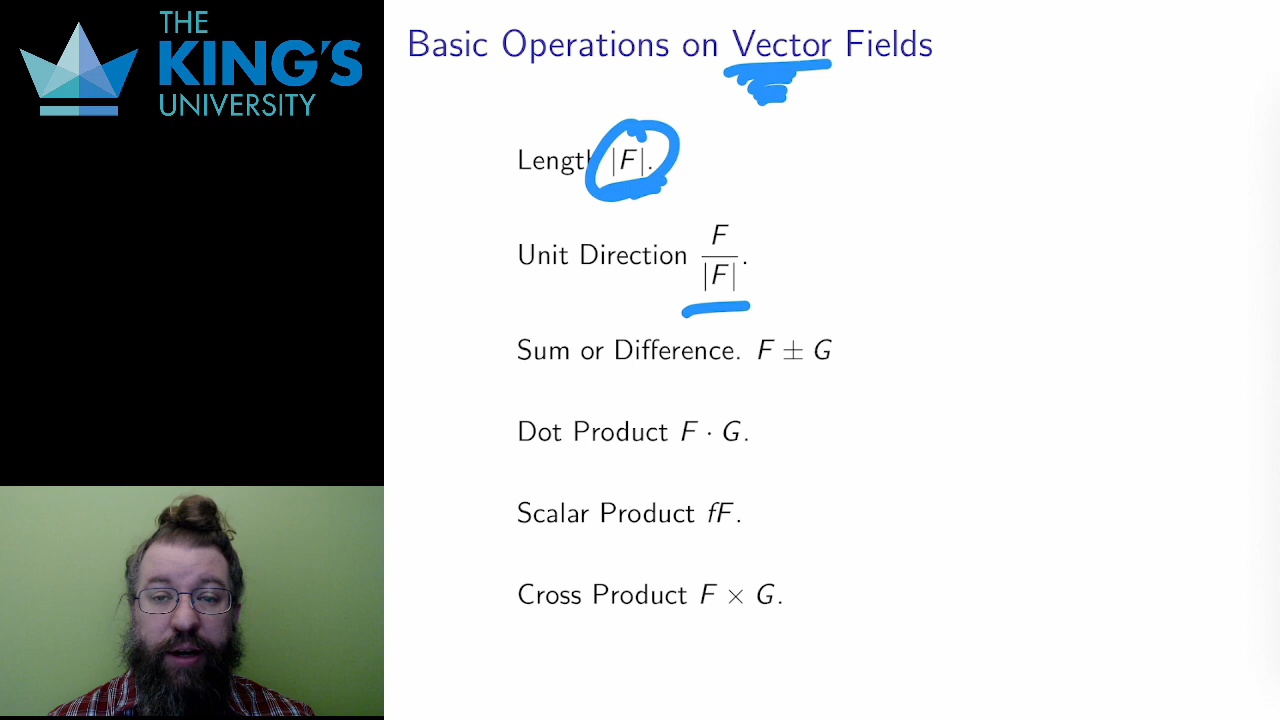 THE
KING'S
UNIVERSITY
Basic Operations on Vector Fields
Length |F|.
Unit Direction F/|F|.
Sum or Difference. F ± G
Dot Product F · G.
Scalar Product fF.
Cross Product F × G.